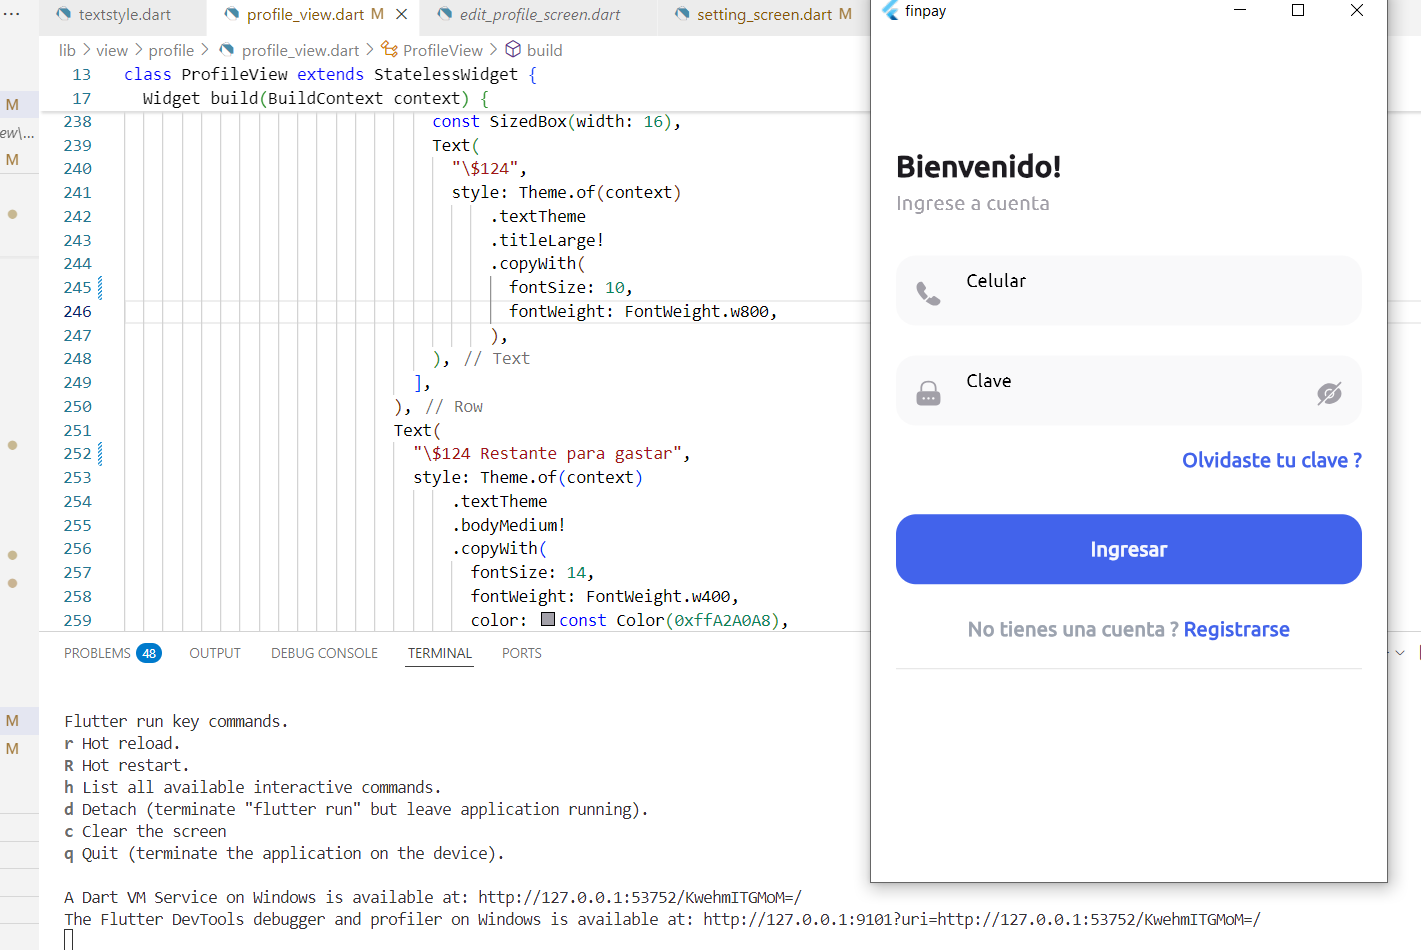 textstyle.dart
profile_view.dart M
edit_profile_screen.dart
setting_screen.dart M
lib > view > profile > profile_view.dart > ProfileView > build
13 class ProfileView extends StatelessWidget {
17 Widget build(BuildContext context) {
238 const SizedBox(width: 16),
239 Text(
240 "\$124",
241 style: Theme.of(context)
242 .textTheme
243 .titleLarge!
244 .copyWith(
245 fontSize: 10,
246 fontWeight: FontWeight.w800,
247 ),
248 ), // Text
249 ],
250 ), // Row
251 Text(
252 "\$124 Restante para gastar",
253 style: Theme.of(context)
254 .textTheme
255 .bodyMedium!
256 .copyWith(
257 fontSize: 14,
258 fontWeight: FontWeight.w400,
259 color: const Color(0xffA2A0A8),
M
ew\...
M
M
M
PROBLEMS 48 OUTPUT DEBUG CONSOLE TERMINAL PORTS
Flutter run key commands.
r Hot reload.
R Hot restart.
h List all available interactive commands.
d Detach (terminate "flutter run" but leave application running).
c Clear the screen
q Quit (terminate the application on the device).
A Dart VM Service on Windows is available at: http://127.0.0.1:53752/KwehmITGMoM=/
The Flutter DevTools debugger and profiler on Windows is available at: http://127.0.0.1:9101?uri=http://127.0.0.1:53752/KwehmITGMoM=/
finpay
Bienvenido!
Ingrese a cuenta
Celular
Clave
Olvidaste tu clave ?
Ingresar
No tienes una cuenta ? Registrarse